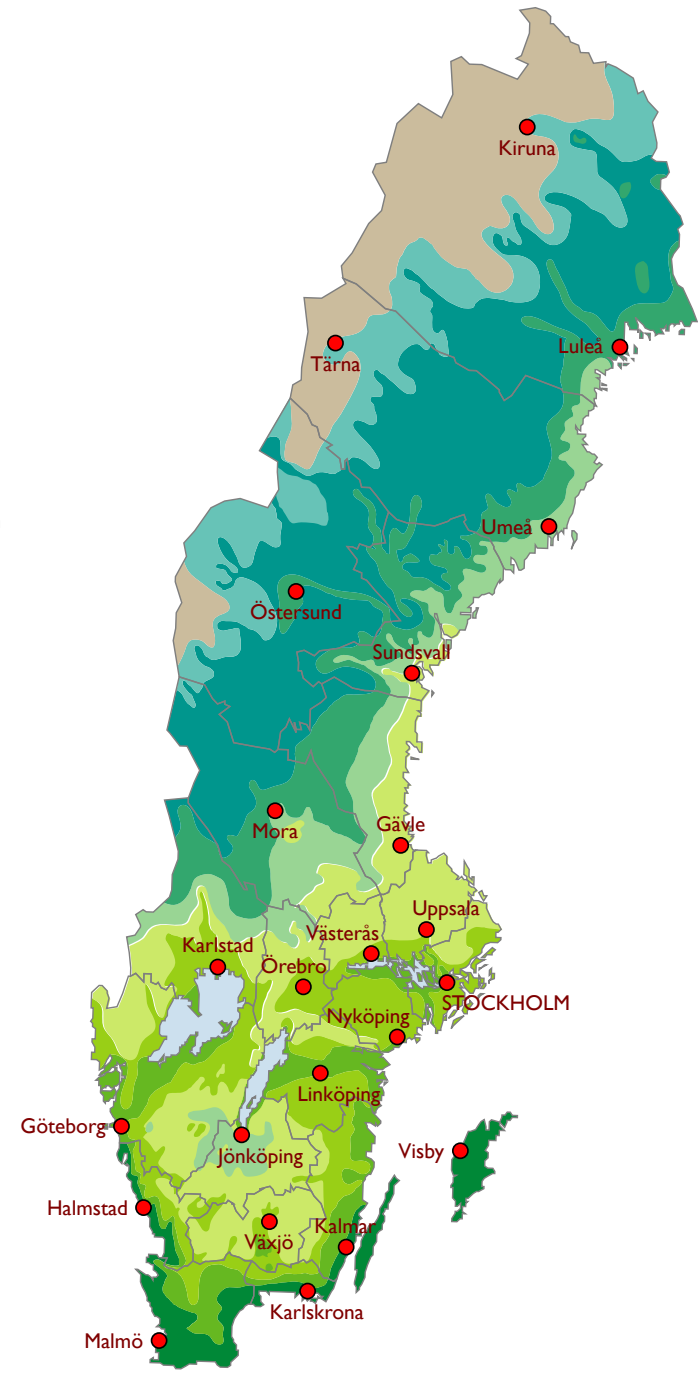 Kiruna
Luleå
Tärna
Umeå
Östersund
Sundsvall
Mora
Gävle
Uppsala
Västerås
Karlstad
Örebro
STOCKHOLM
Nyköping
Linköping
Göteborg
Jönköping
Visby
Halmstad
Kalmar
Växjö
Karlskrona
Malmö